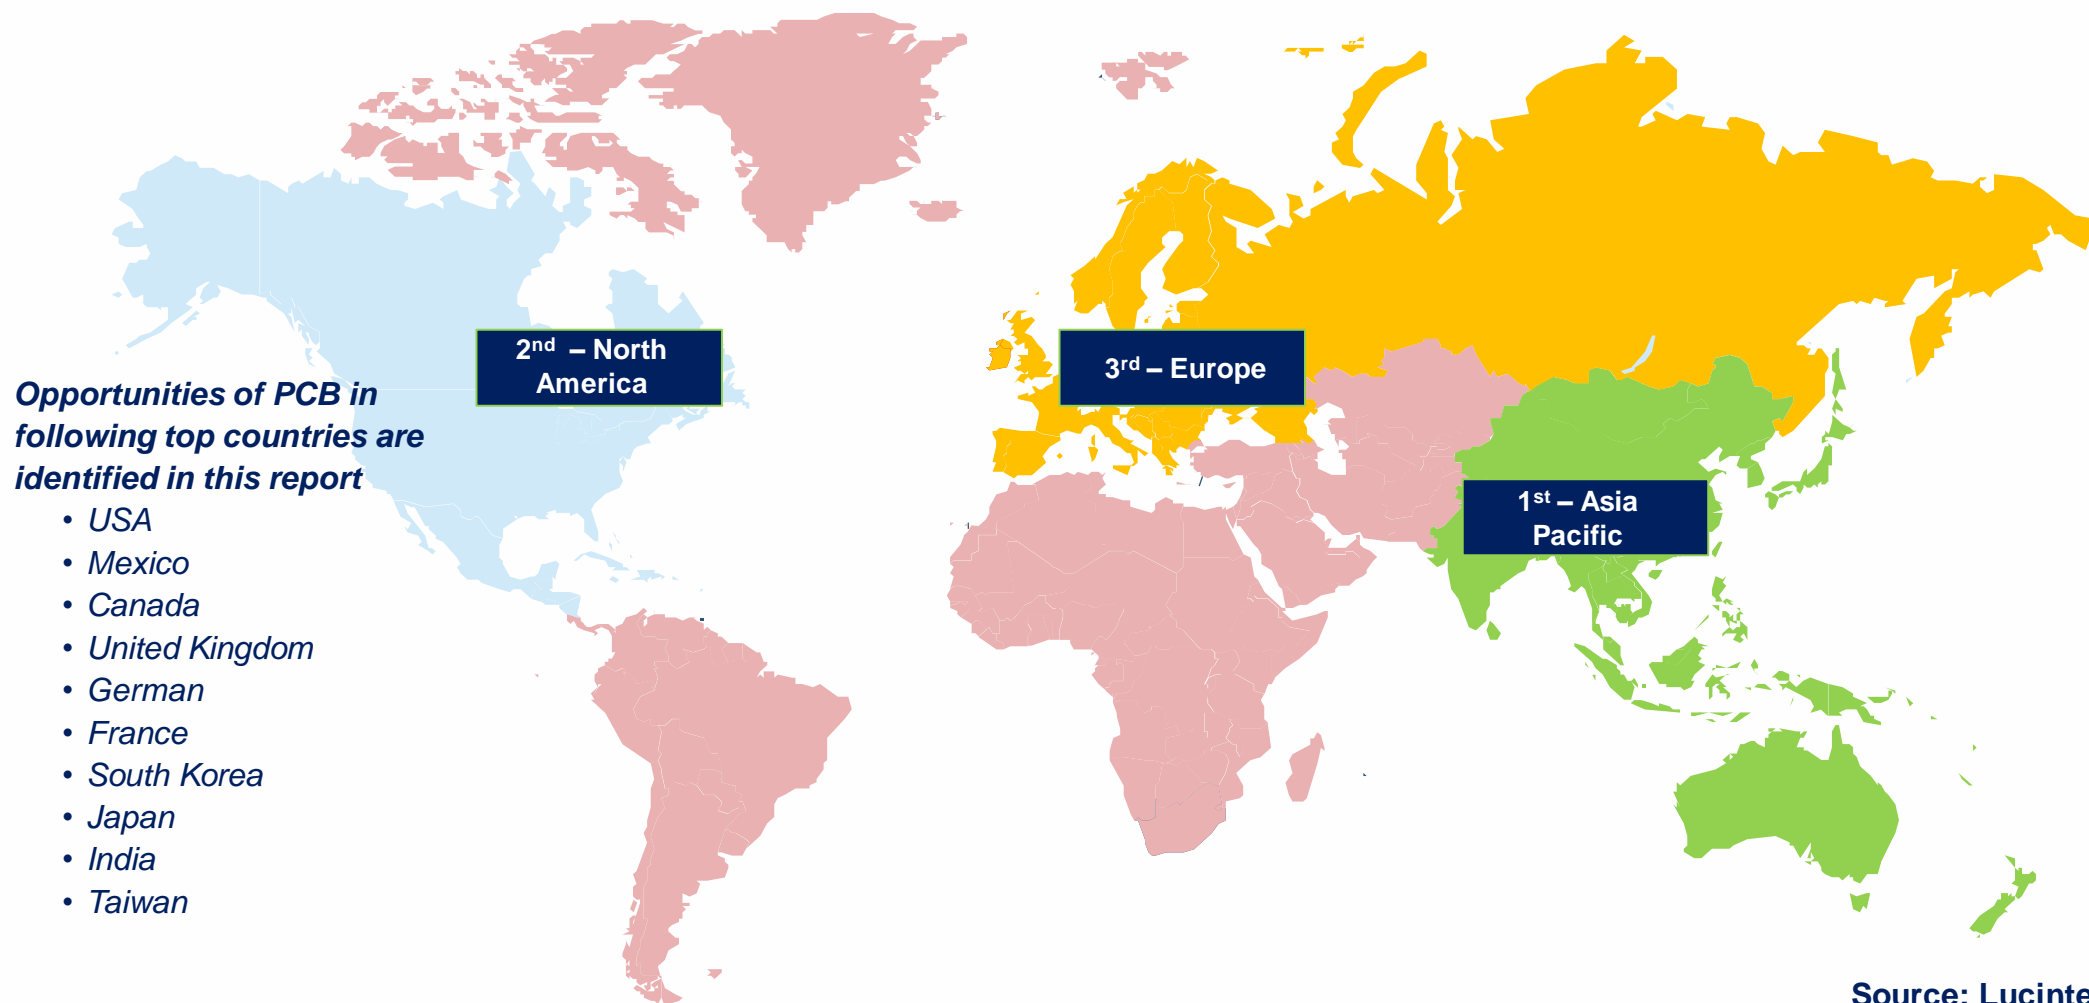 2nd – North
America
3rd – Europe
Opportunities of PCB in
following top countries are
identified in this report
• USA
• Mexico
• Canada
• United Kingdom
• German
• France
• South Korea
• Japan
• India
• Taiwan
1st – Asia
Pacific
Source: Lucinte